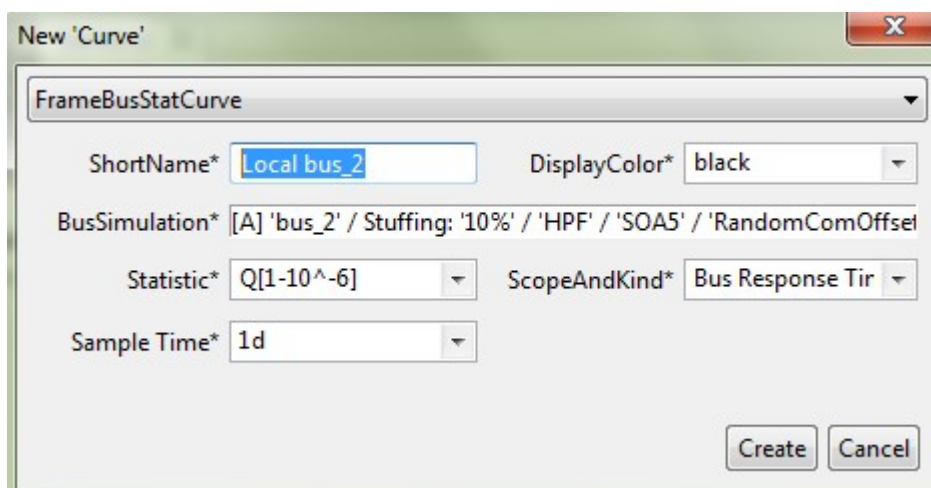 New 'Curve'
FrameBusStatCurve
ShortName* Local bus_2 DisplayColor* black
BusSimulation* [A] 'bus_2' / Stuffing: '10%' / 'HPF' / 'SOA5' / 'RandomComOffset
Statistic* Q[1-10^-6] ScopeAndKind* Bus Response Tir
Sample Time* 1d
Create Cancel